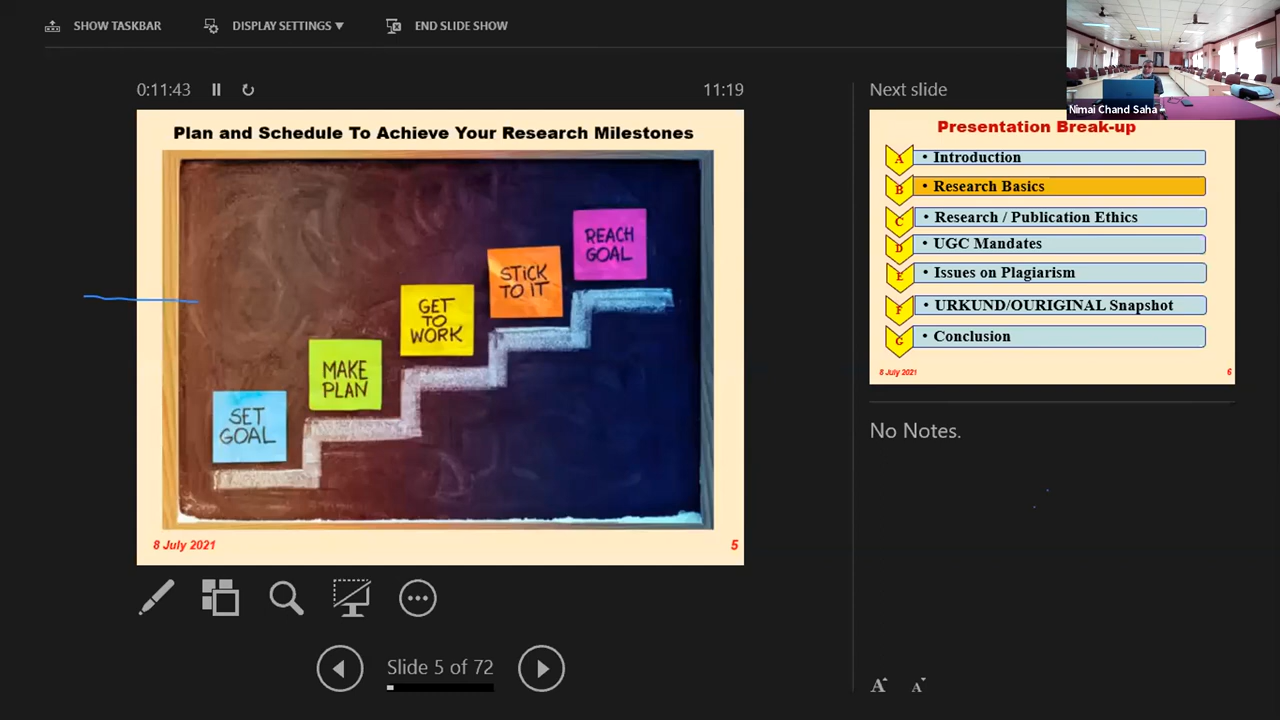 SHOW TASKBAR
DISPLAY SETTINGS ▼
END SLIDE SHOW
0:11:43
11:19
Next slide
Nimai Chand Saha
Plan and Schedule To Achieve Your Research Milestones
SET
GOAL
MAKE
PLAN
GET
TO
WORK
STICK
TO IT
REACH
GOAL
8 July 2021
5
Presentation Break-up
A • Introduction
B • Research Basics
C • Research / Publication Ethics
D • UGC Mandates
E • Issues on Plagiarism
F • URKUND/OURIGINAL Snapshot
G • Conclusion
8 July 2021
6
No Notes.
Slide 5 of 72
A A